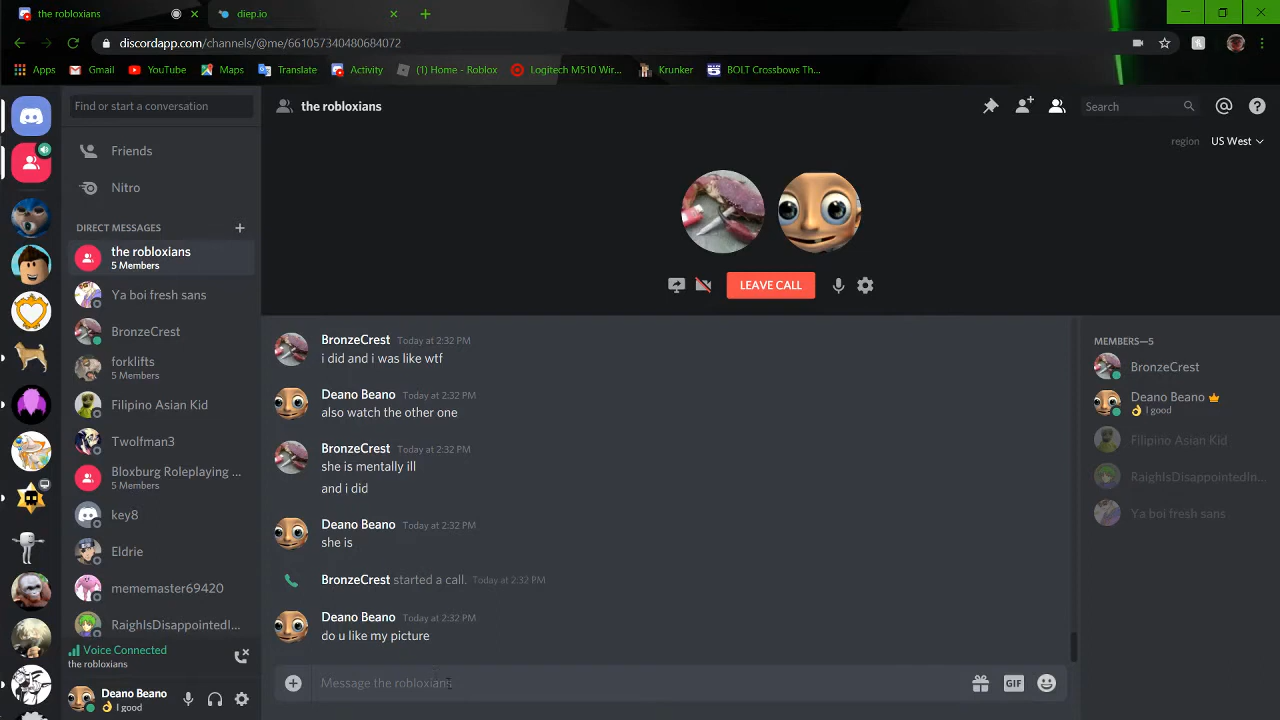 the robloxians
diep.io
discordapp.com/channels/@me/661057340480684072
Apps
Gmail
YouTube
Maps
Translate
Activity
(1) Home - Roblox
Logitech M510 Wir...
Krunker
BOLT Crossbows Th...
Find or start a conversation
the robloxians
Search
region
US West
Friends
Nitro
DIRECT MESSAGES
the robloxians
5 Members
Ya boi fresh sans
BronzeCrest
forklifts
5 Members
Filipino Asian Kid
Twolfman3
Bloxburg Roleplaying ...
5 Members
key8
Eldrie
mememaster69420
RaighIsDisappointedI...
Voice Connected
the robloxians
Deano Beano
👌 I good
LEAVE CALL
BronzeCrest Today at 2:32 PM
i did and i was like wtf
Deano Beano Today at 2:32 PM
also watch the other one
BronzeCrest Today at 2:32 PM
she is mentally ill
and i did
Deano Beano Today at 2:32 PM
she is
BronzeCrest started a call. Today at 2:32 PM
Deano Beano Today at 2:32 PM
do u like my picture
Message the robloxians
GIF
MEMBERS—5
BronzeCrest
Deano Beano
👌 I good
Filipino Asian Kid
RaighIsDisappointedIn...
Ya boi fresh sans